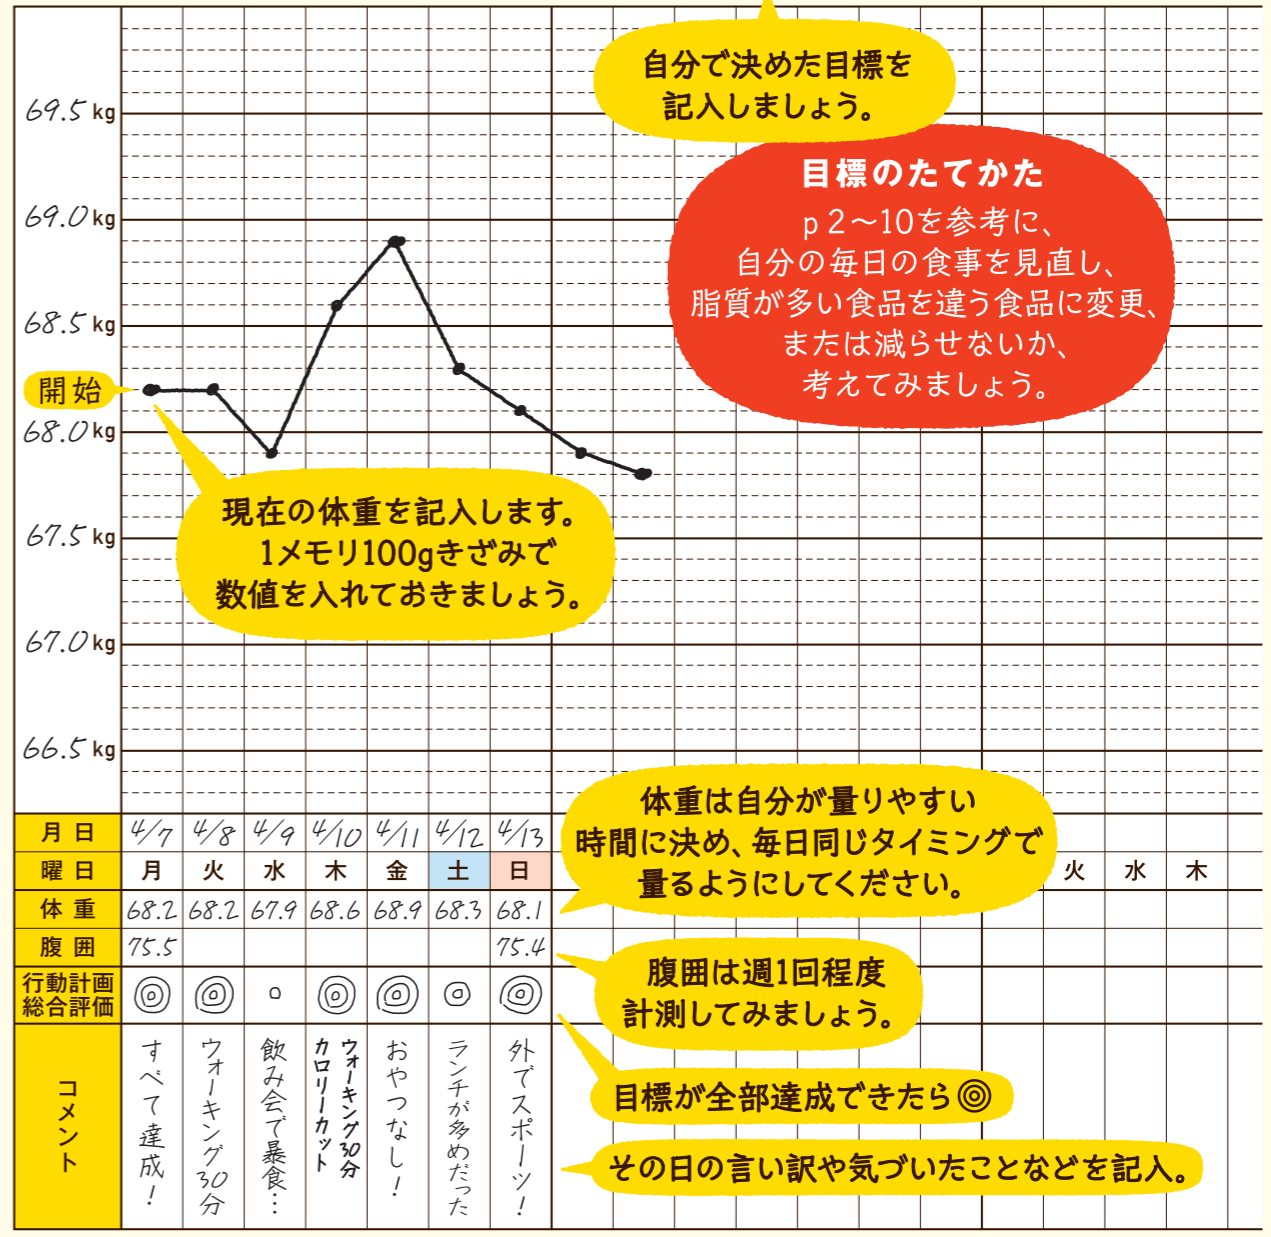 自分で決めた目標を
記入しましょう。
目標のたてかた
p 2〜10を参考に、
自分の毎日の食事を見直し、
脂質が多い食品を違う食品に変更、
または減らせないか、
考えてみましょう。
69.5 kg
69.0 kg
68.5 kg
開始
68.0 kg
67.5 kg
67.0 kg
66.5 kg
現在の体重を記入します。
1メモリ100gきざみで
数値を入れておきましょう。
体重は自分が量りやすい
時間に決め、毎日同じタイミングで
量るようにしてください。
月日 4/7 4/8 4/9 4/10 4/11 4/12 4/13
曜日 月 火 水 木 金 土 日 火 水 木
体重 68.2 68.2 67.9 68.6 68.9 68.3 68.1
腹囲 75.5 75.4
腹囲は週1回程度
計測してみましょう。
行動計画
総合評価
目標が全部達成できたら◎
その日の言い訳や気づいたことなどを記入。
コメント
すべて達成！
ウォーキング30分
飲み会で暴食…
ウォーキング30分
カロリーカット
おやつなし！
ランチが多めだった
外でスポーツ！